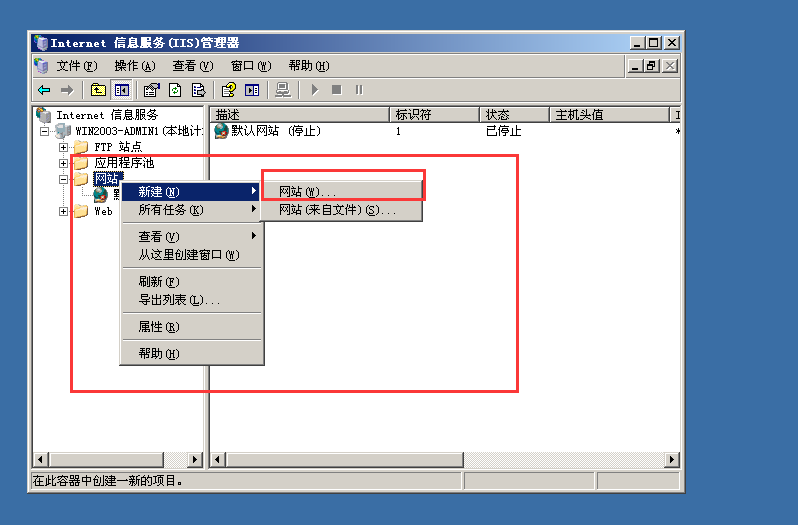 Internet 信息服务(IIS)管理器
文件(F) 操作(A) 查看(V) 窗口(W) 帮助(H)
Internet 信息服务
WIN2003-ADMIN1(本地计
FTP 站点
应用程序池
网站
Web
描述 标识符 状态 主机头值 I
默认网站 (停止) 1 已停止 *
新建(N)
所有任务(K)
查看(V)
从这里创建窗口(W)
刷新(F)
导出列表(L)...
属性(R)
帮助(H)
网站(W)...
网站(来自文件)(S)...
在此容器中创建一新的项目。